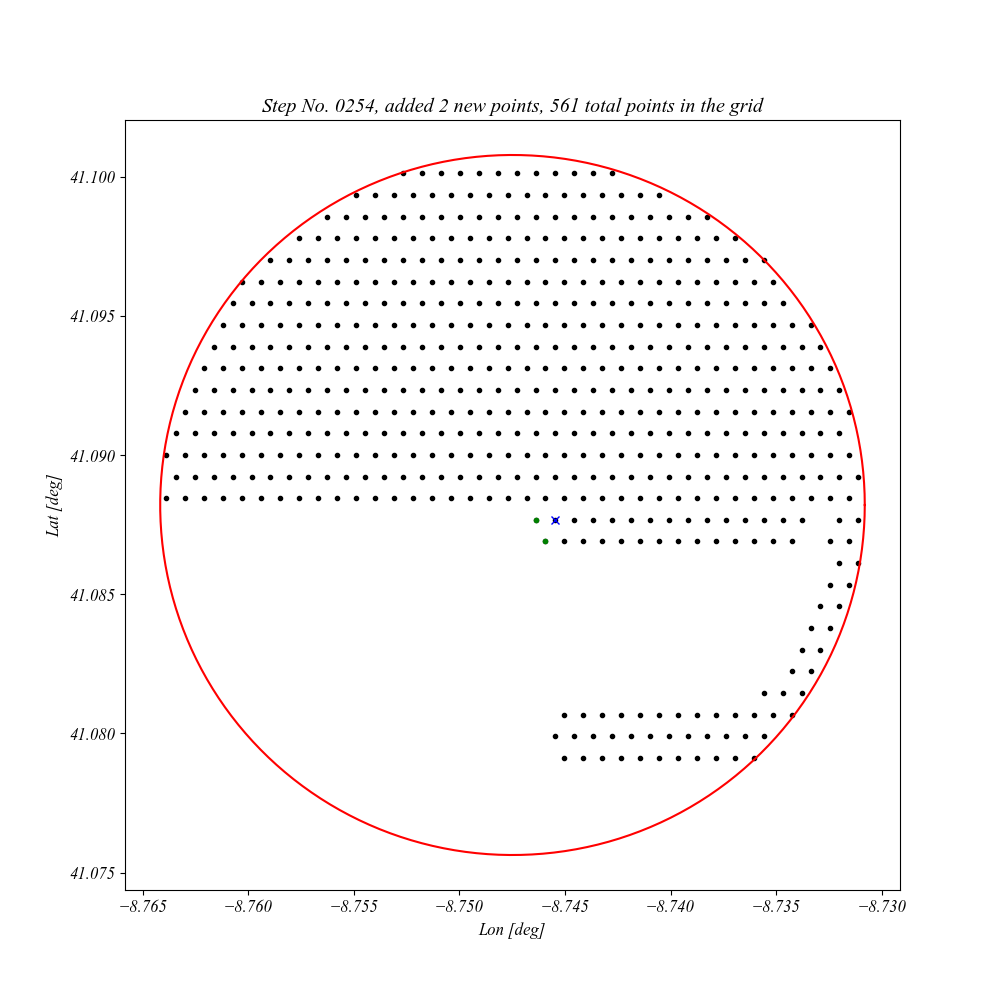 Step No. 0254, added 2 new points, 561 total points in the grid
41.100
41.095
41.090
41.085
41.080
41.075
Lat [deg]
−8.765 −8.760 −8.755 −8.750 −8.745 −8.740 −8.735 −8.730
Lon [deg]